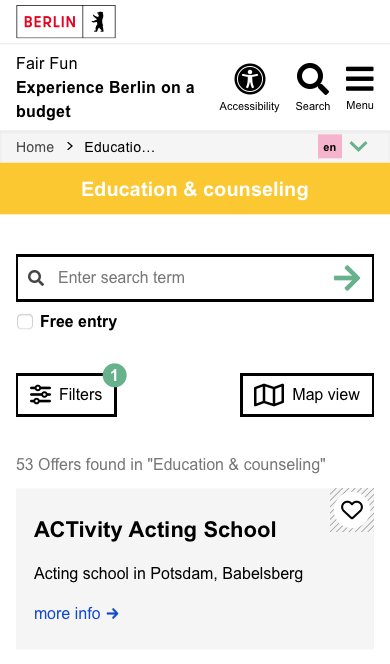 BERLIN
Fair Fun
Experience Berlin on a
budget
Accessibility
Search
Menu
Home
Educatio...
en
Education & counseling
Enter search term
Free entry
Filters
1
Map view
53 Offers found in "Education & counseling"
ACTivity Acting School
Acting school in Potsdam, Babelsberg
more info